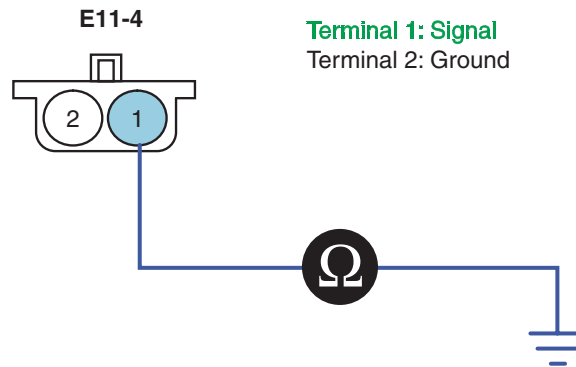 E11-4
Terminal 1: Signal
Terminal 2: Ground
2 1
Ω